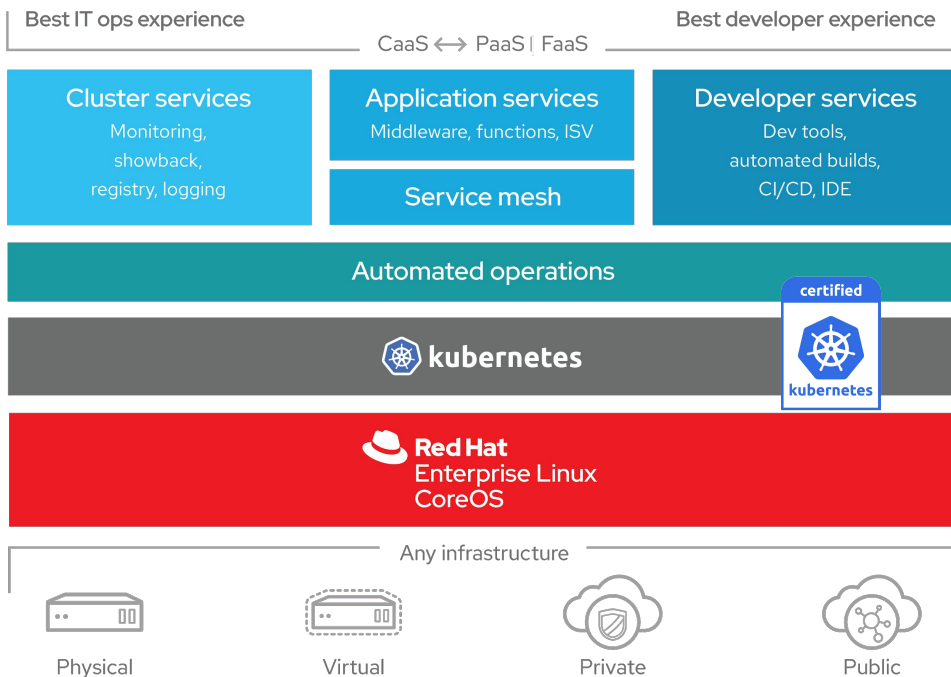 Best IT ops experience
Best developer experience
CaaS ↔ PaaS | FaaS
Cluster services
Monitoring,
showback,
registry, logging
Application services
Middleware, functions, ISV
Service mesh
Developer services
Dev tools,
automated builds,
CI/CD, IDE
Automated operations
certified
kubernetes
kubernetes
Red Hat
Enterprise Linux
CoreOS
Any infrastructure
Physical
Virtual
Private
Public